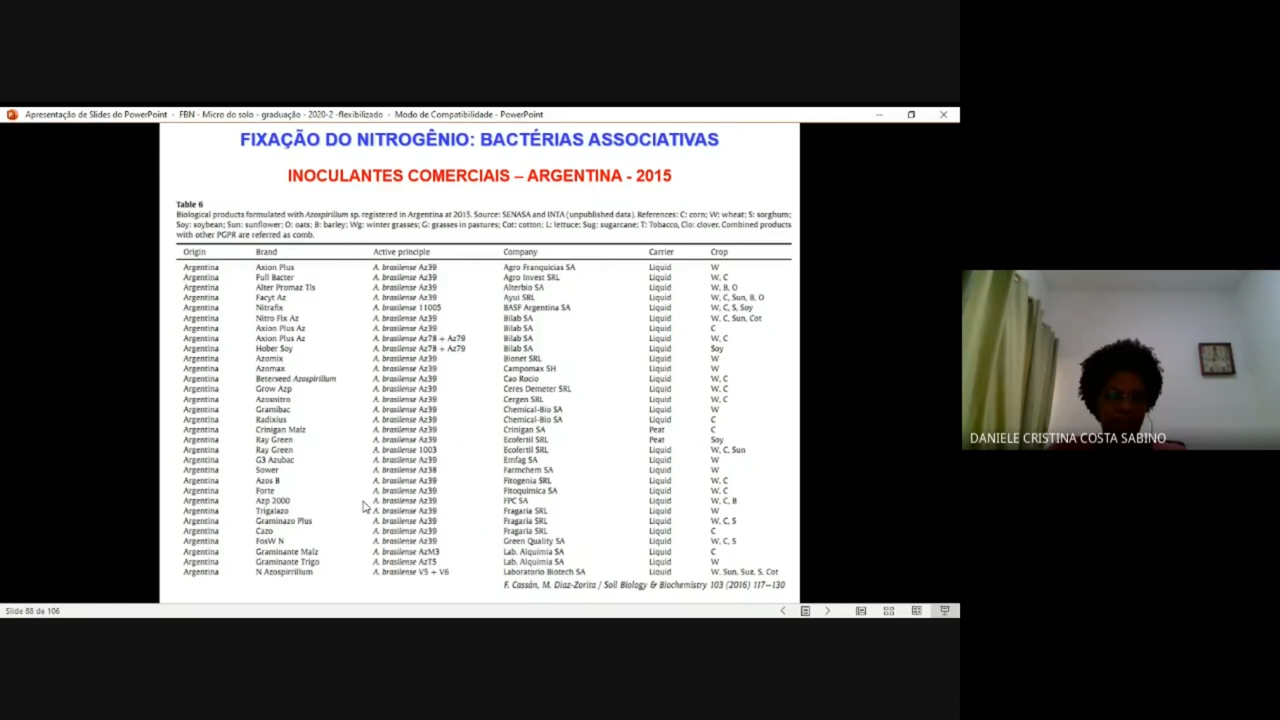 Apresentação de Slides do PowerPoint - FBN - Micro do solo - graduação - 2020-2 -flexibilizado - Modo de Compatibilidade - PowerPoint
FIXAÇÃO DO NITROGÊNIO: BACTÉRIAS ASSOCIATIVAS
INOCULANTES COMERCIAIS – ARGENTINA - 2015
Table 6
Biological products formulated with Azospirillum sp. registered in Argentina at 2015. Source: SENASA and INTA (unpublished data). References: C: corn; W: wheat; S: sorghum;
Soy: soybean; Sun: sunflower; O: oats; B: barley; Wg: winter grasses; G: grasses in pastures; Cot: cotton; L: lettuce; Sug: sugarcane; T: Tobacco, Clo: clover. Combined products
with other PGPR are referred as comb.
Origin Brand Active principle Company Carrier Crop
Argentina Axion Plus A. brasilense Az39 Agro Franquicias SA Liquid W
Argentina Full Bacter A. brasilense Az39 Agro Invest SRL Liquid W, C
Argentina Alter Promaz Tls A. brasilense Az39 Alterbio SA Liquid W, B, O
Argentina Facyt Az A. brasilense Az39 Ayui SRL Liquid W, C, Sun, B, O
Argentina Nitrafix A. brasilense 11005 BASF Argentina SA Liquid W, C, S, Soy
Argentina Nitro Fix Az A. brasilense Az39 Bilab SA Liquid W, C, Sun, Cot
Argentina Axion Plus Az A. brasilense Az39 Bilab SA Liquid C
Argentina Axion Plus Az A. brasilense Az78 + Az79 Bilab SA Liquid W, C
Argentina Hober Soy A. brasilense Az78 + Az79 Bilab SA Liquid Soy
Argentina Azomix A. brasilense Az39 Bionet SRL Liquid W
Argentina Azomax A. brasilense Az39 Campomax SH Liquid W
Argentina Beterseed Azospirillum A. brasilense Az39 Cao Rocio Liquid W, C
Argentina Grow Azp A. brasilense Az39 Ceres Demeter SRL Liquid W, C
Argentina Azosnitro A. brasilense Az39 Cergen SRL Liquid W, C
Argentina Gramibac A. brasilense Az39 Chemical-Bio SA Liquid W
Argentina Radixius A. brasilense Az39 Chemical-Bio SA Liquid C
Argentina Crinigan Maiz A. brasilense Az39 Crinigan SA Peat C
Argentina Ray Green A. brasilense Az39 Ecofertil SRL Peat Soy
Argentina Ray Green A. brasilense 1003 Ecofertil SRL Liquid W, C, Sun
Argentina G3 Azubac A. brasilense Az39 Emfag SA Liquid W
Argentina Sower A. brasilense Az38 Farmchem SA Liquid W
Argentina Azos B A. brasilense Az39 Fitogenia SRL Liquid W, C
Argentina Forte A. brasilense Az39 Fitoquimica SA Liquid W, C
Argentina Azp 2000 A. brasilense Az39 FPC SA Liquid W, C, B
Argentina Trigalazo A. brasilense Az39 Fragaria SRL Liquid W
Argentina Graminazo Plus A. brasilense Az39 Fragaria SRL Liquid W, C, S
Argentina Cazo A. brasilense Az39 Fragaria SRL Liquid C
Argentina FosW N A. brasilense Az39 Green Quality SA Liquid W, C, S
Argentina Graminante Maiz A. brasilense AzM3 Lab. Alquimia SA Liquid C
Argentina Graminante Trigo A. brasilense AzT5 Lab. Alquimia SA Liquid W
Argentina N Azospirrillum A. brasilense V5 + V6 Laboratorio Biotech SA Liquid W, Sun, Sug, S, Cot
F. Cassán, M. Diaz-Zorita / Soil Biology & Biochemistry 103 (2016) 117–130
Slide 88 de 106
DANIELE CRISTINA COSTA SABINO